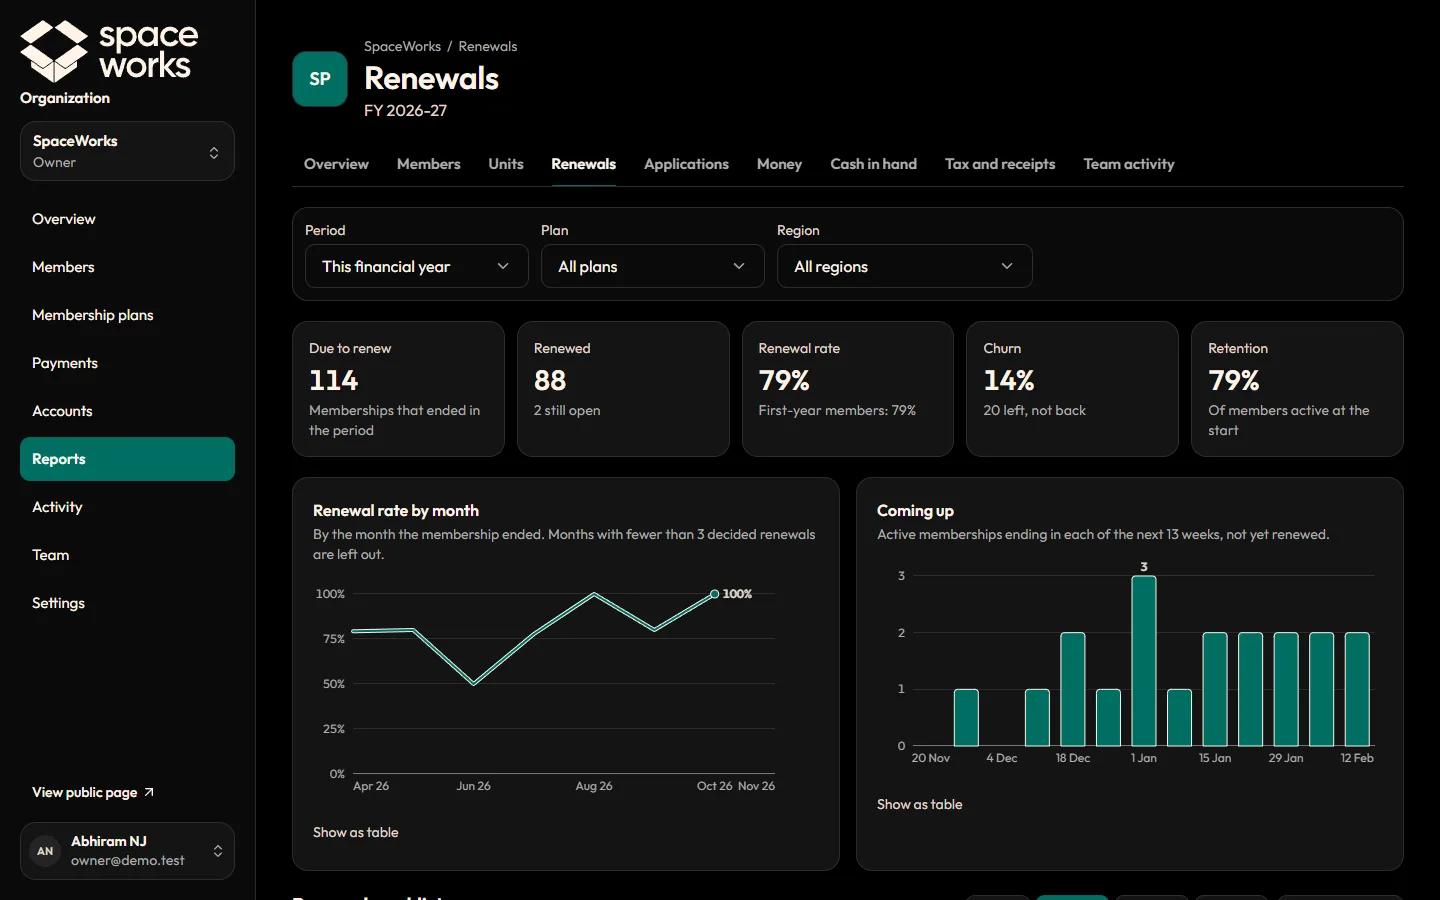 space
works
Organization
SpaceWorks
Owner
Overview
Members
Membership plans
Payments
Accounts
Reports
Activity
Team
Settings
View public page
AN
Abhiram NJ
owner@demo.test
SP
SpaceWorks / Renewals
Renewals
FY 2026-27
Overview Members Units Renewals Applications Money Cash in hand Tax and receipts Team activity
Period Plan Region
This financial year All plans All regions
Due to renew
114
Memberships that ended in
the period
Renewed
88
2 still open
Renewal rate
79%
First-year members: 79%
Churn
14%
20 left, not back
Retention
79%
Of members active at the
start
Renewal rate by month
By the month the membership ended. Months with fewer than 3 decided renewals
are left out.
100%
75%
50%
25%
0%
100%
Apr 26 Jun 26 Aug 26 Oct 26 Nov 26
Show as table
Coming up
Active memberships ending in each of the next 13 weeks, not yet renewed.
3
3
2
1
0
20 Nov 4 Dec 18 Dec 1 Jan 15 Jan 29 Jan 12 Feb
Show as table